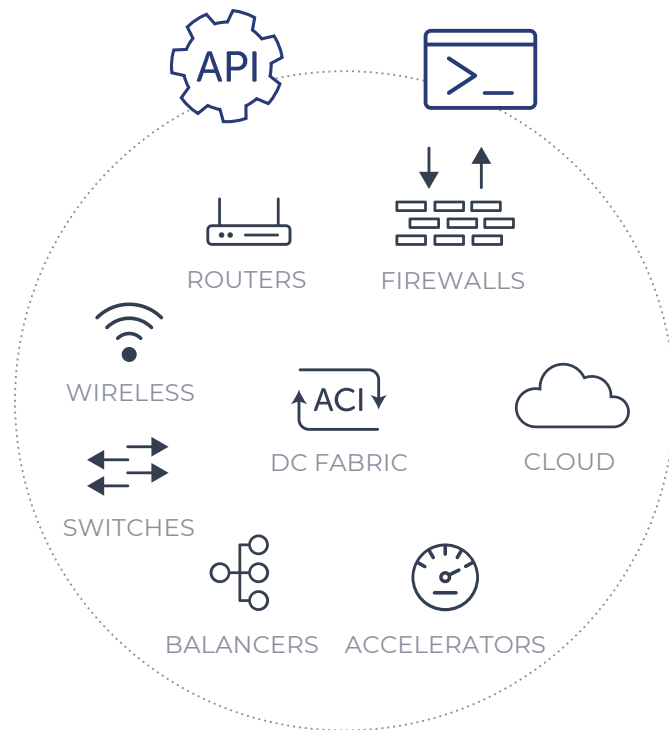 API
>_
ROUTERS
FIREWALLS
WIRELESS
ACI
DC FABRIC
CLOUD
SWITCHES
BALANCERS
ACCELERATORS